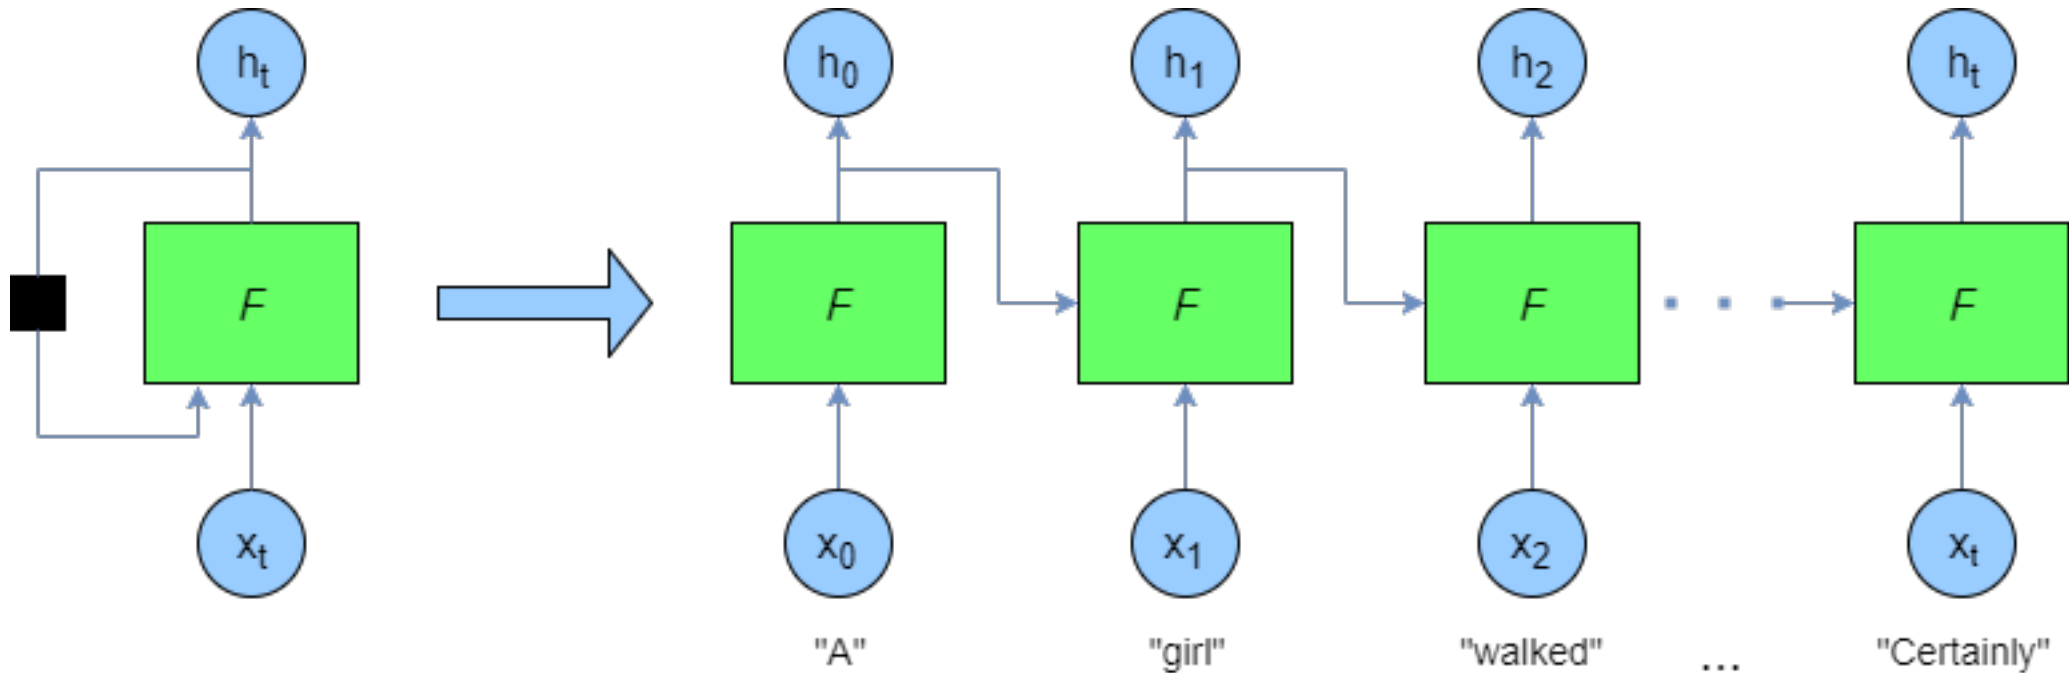 hₜ h₀ h₁ h₂ hₜ
F F F F F
xₜ x₀ x₁ x₂ xₜ
"A" "girl" "walked" ... "Certainly"